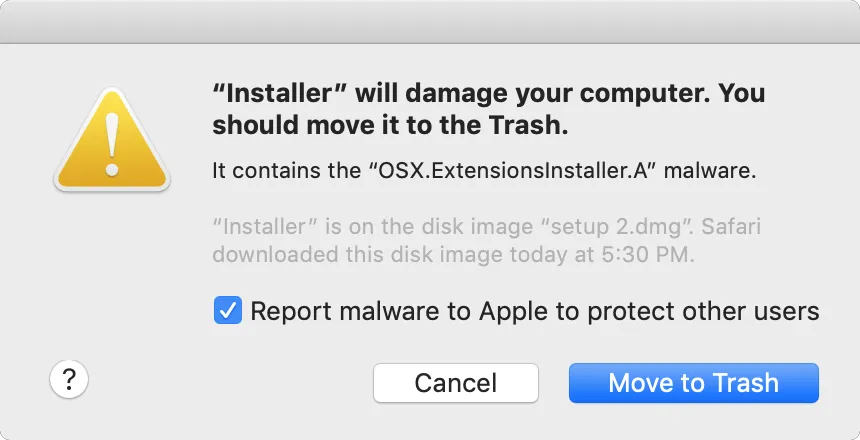 “Installer” will damage your computer. You
should move it to the Trash.
It contains the “OSX.ExtensionsInstaller.A” malware.
“Installer” is on the disk image “setup 2.dmg”. Safari
downloaded this disk image today at 5:30 PM.
Report malware to Apple to protect other users
?
Cancel
Move to Trash